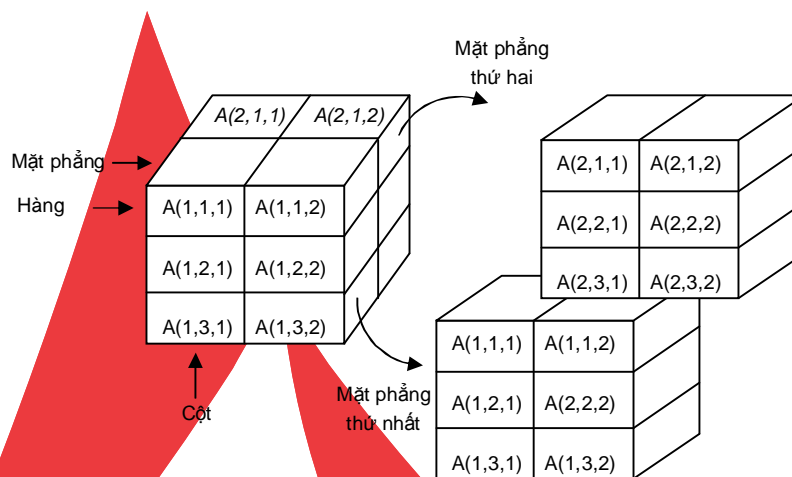 Mặt phẳng
thứ hai
A(2,1,1) A(2,1,2)
Mặt phẳng
Hàng
A(1,1,1) A(1,1,2)
A(1,2,1) A(1,2,2)
A(1,3,1) A(1,3,2)
Cột
A(2,1,1) A(2,1,2)
A(2,2,1) A(2,2,2)
A(2,3,1) A(2,3,2)
Mặt phẳng
thứ nhất
A(1,1,1) A(1,1,2)
A(1,2,1) A(2,2,2)
A(1,3,1) A(1,3,2)